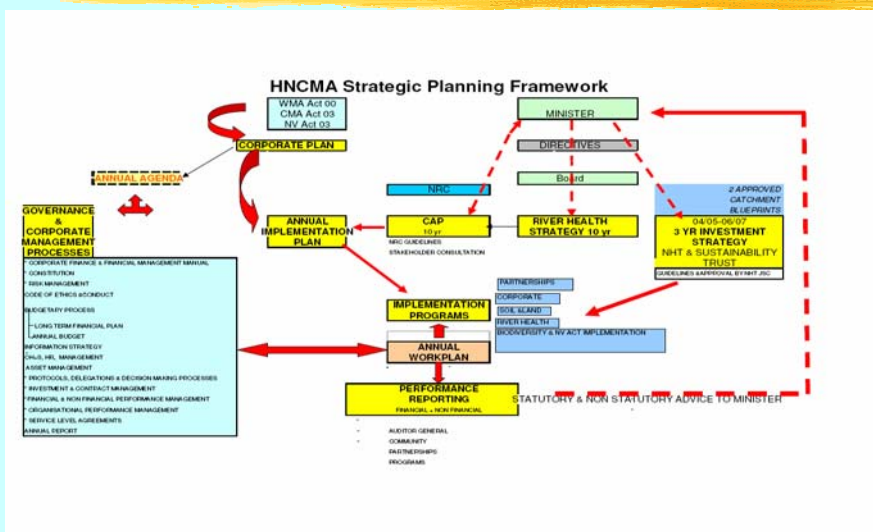 HNCMA Strategic Planning Framework
WMA Act 00
CMA Act 03
NV Act 03
MINISTER
CORPORATE PLAN
DIRECTIVES
ANNUAL AGENDA
Board
NRC
2 APPROVED
CATCHMENT
BLUEPRINTS
GOVERNANCE
&
CORPORATE
MANAGEMENT
PROCESSES
ANNUAL
IMPLEMENTATION
PLAN
CAP
10 yr
NRC GUIDELINES
STAKEHOLDER CONSULTATION
RIVER HEALTH
STRATEGY 10 yr
04/05-06/07
3 YR INVESTMENT
STRATEGY
NHT & SUSTAINABILITY
TRUST
GUIDELINES &APPROVAL BY NHT JSC
* CORPORATE FINANCE & FINANCIAL MANAGEMENT MANUAL
* CONSTITUTION
* RISK MANAGEMENT
CODE OF ETHICS &CONDUCT
BUDGETARY PROCESS
LONG TERM FINANCIAL PLAN
ANNUAL BUDGET
INFORMATION STRATEGY
OH&S, HR, MANAGEMENT
ASSET MANAGEMENT
* PROTOCOLS, DELEGATIONS & DECISION MAKING PROCESSES
* INVESTMENT & CONTRACT MANAGEMENT
*FINANCIAL & NON FINANCIAL PERFORMANCE MANAGEMENT
* ORGANISATIONAL PERFORMANCE MANAGEMENT
* SERVICE LEVEL AGREEMENTS
ANNUAL REPORT
PARTNERSHIPS
CORPORATE
SOIL &LAND
RIVER HEALTH
BIODIVERSITY & NV ACT IMPLEMENTATION
IMPLEMENTATION
PROGRAMS
ANNUAL
WORKPLAN
PERFORMANCE
REPORTING
FINANCIAL & NON FINANCIAL
STATUTORY & NON STATUTORY ADVICE TO MINISTER
- AUDITOR GENERAL
- COMMUNITY
PARTNERSHIPS
PROGRAMS